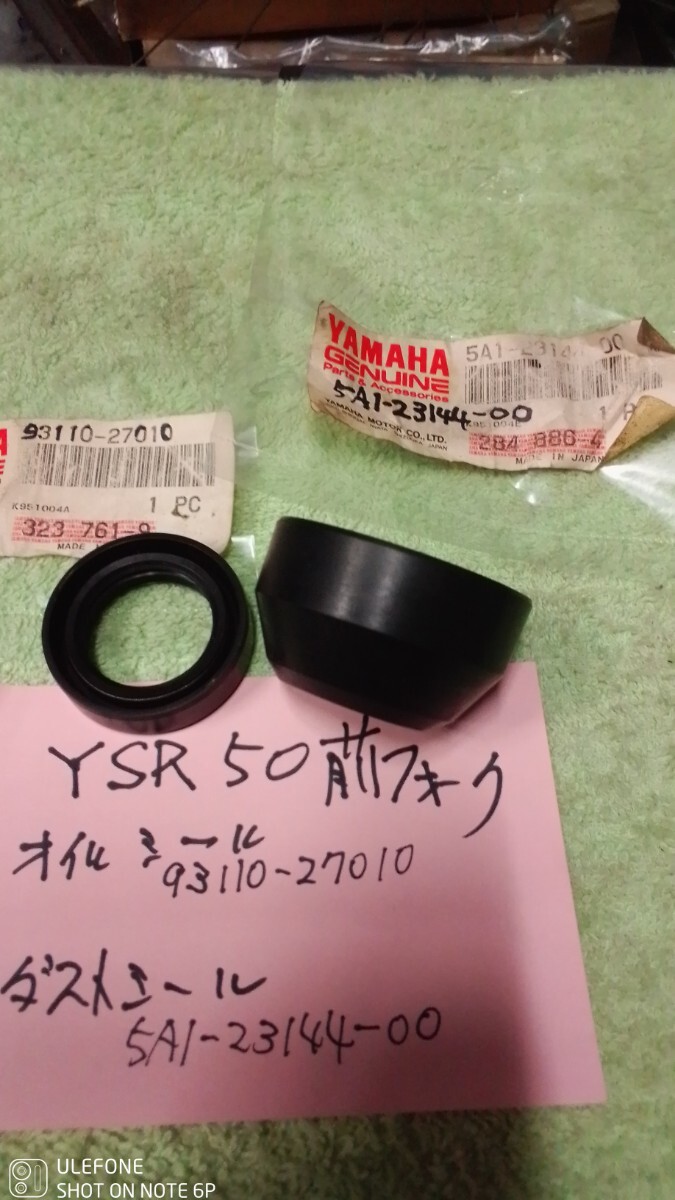 YAMAHA
GENUINE
Parts & Accessories
5A1-23144-00
YAMAHA MOTOR CO., LTD.
5A1-23144-00
284 886 4
MADE IN JAPAN
93110-27010
K951004A
1 PC
323 761-9
MADE
YSR 50 前フォーク
オイルシール
93110-27010
ダストシール
5A1-23144-00
ULEFONE
SHOT ON NOTE 6P